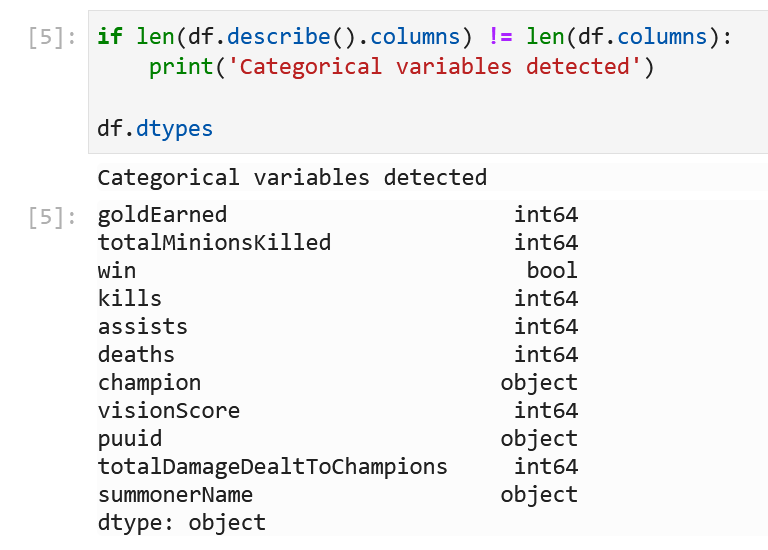 [5]: if len(df.describe().columns) != len(df.columns):
    print('Categorical variables detected')
df.dtypes
Categorical variables detected
[5]: goldEarned int64
totalMinionsKilled int64
win bool
kills int64
assists int64
deaths int64
champion object
visionScore int64
puuid object
totalDamageDealtToChampions int64
summonerName object
dtype: object